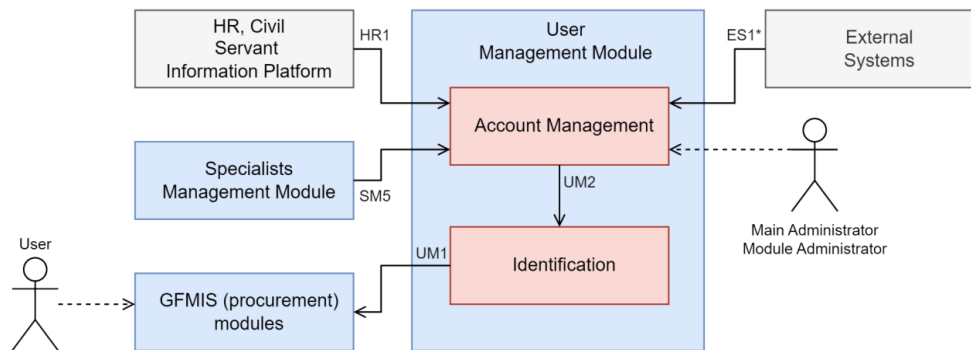 HR, Civil
Servant
Information Platform
HR1
User
Management Module
ES1*
External
Systems
Account Management
Specialists
Management Module
SM5
UM2
Main Administrator
Module Administrator
User
UM1
Identification
GFMIS (procurement)
modules